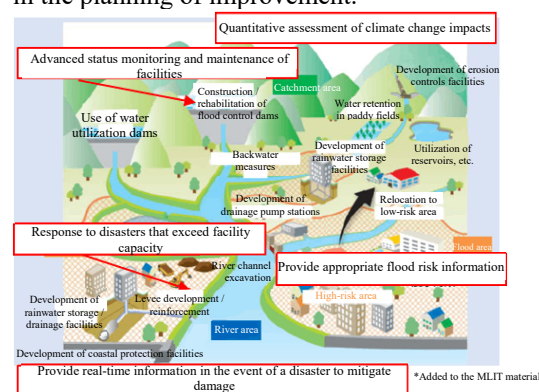 in the planning of improvement.
Quantitative assessment of climate change impacts
Advanced status monitoring and maintenance of
facilities
Catchment area
Development of erosion
controls facilities
Construction /
rehabilitation of
flood control dams
Water retention
in paddy fields
Use of water
utilization dams
Development of
rainwater storage
facilities
Utilization of
reservoirs, etc.
Backwater
measures
Development of
drainage pump stations
Relocation to
low-risk area
Response to disasters that exceed facility
capacity
Flood area
River channel
excavation
Provide appropriate flood risk information
Development of
rainwater storage /
drainage facilities
Levee development /
reinforcement
High-risk area
River area
Development of coastal protection facilities
Provide real-time information in the event of a disaster to mitigate
damage
*Added to the MLIT material